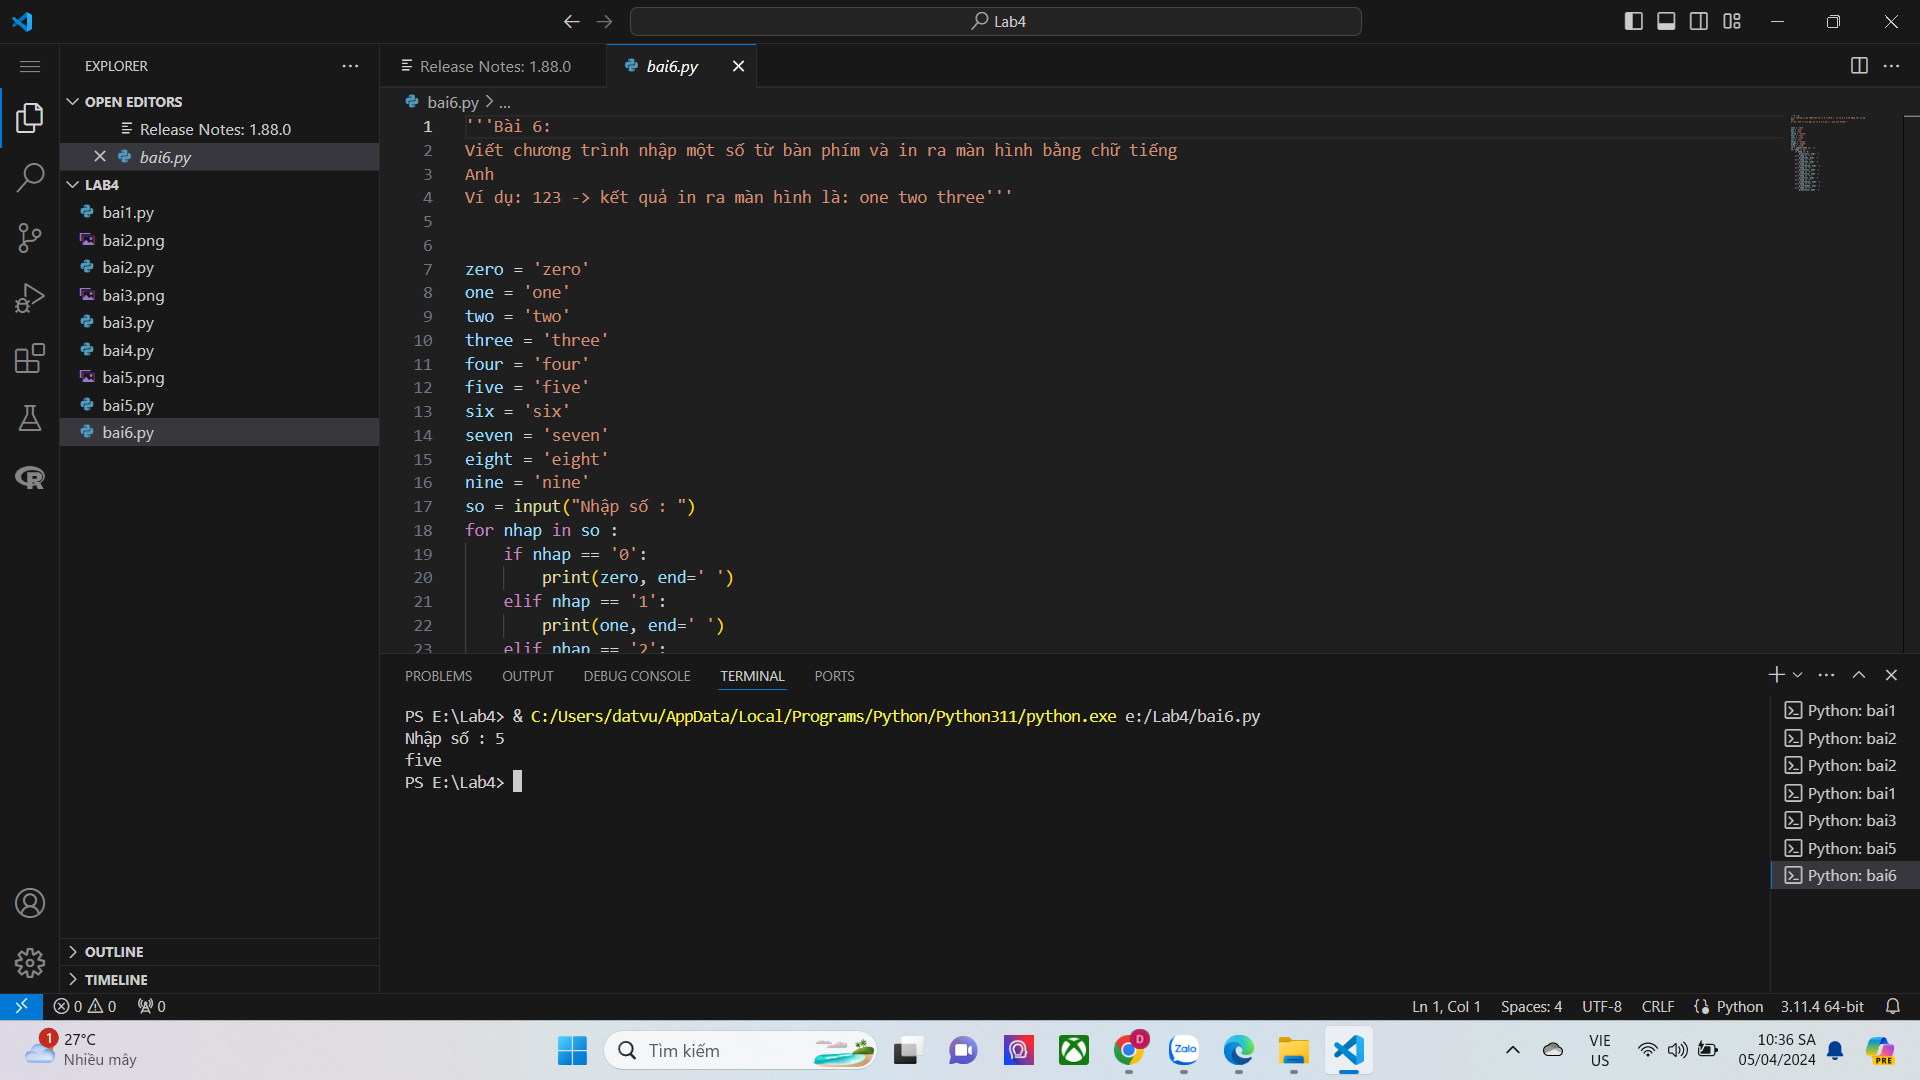 Lab4
EXPLORER
OPEN EDITORS
Release Notes: 1.88.0
bai6.py
LAB4
bai1.py
bai2.png
bai2.py
bai3.png
bai3.py
bai4.py
bai5.png
bai5.py
bai6.py
OUTLINE
TIMELINE
Release Notes: 1.88.0
bai6.py
bai6.py > ...
1 '''Bài 6:
2 Viết chương trình nhập một số từ bàn phím và in ra màn hình bằng chữ tiếng
3 Anh
4 Ví dụ: 123 -> kết quả in ra màn hình là: one two three'''
5
6
7 zero = 'zero'
8 one = 'one'
9 two = 'two'
10 three = 'three'
11 four = 'four'
12 five = 'five'
13 six = 'six'
14 seven = 'seven'
15 eight = 'eight'
16 nine = 'nine'
17 so = input("Nhập số : ")
18 for nhap in so :
19 if nhap == '0':
20 print(zero, end=' ')
21 elif nhap == '1':
22 print(one, end=' ')
23 elif nhap == '2':
PROBLEMS OUTPUT DEBUG CONSOLE TERMINAL PORTS
PS E:\Lab4> & C:/Users/datvu/AppData/Local/Programs/Python/Python311/python.exe e:/Lab4/bai6.py
Nhập số : 5
five
PS E:\Lab4>
Python: bai1
Python: bai2
Python: bai2
Python: bai1
Python: bai3
Python: bai5
Python: bai6
0 0 0
Ln 1, Col 1 Spaces: 4 UTF-8 CRLF Python 3.11.4 64-bit
1
27°C
Nhiều mây
Tìm kiếm
D
Zalo
VIE
US
10:36 SA
05/04/2024
PRE